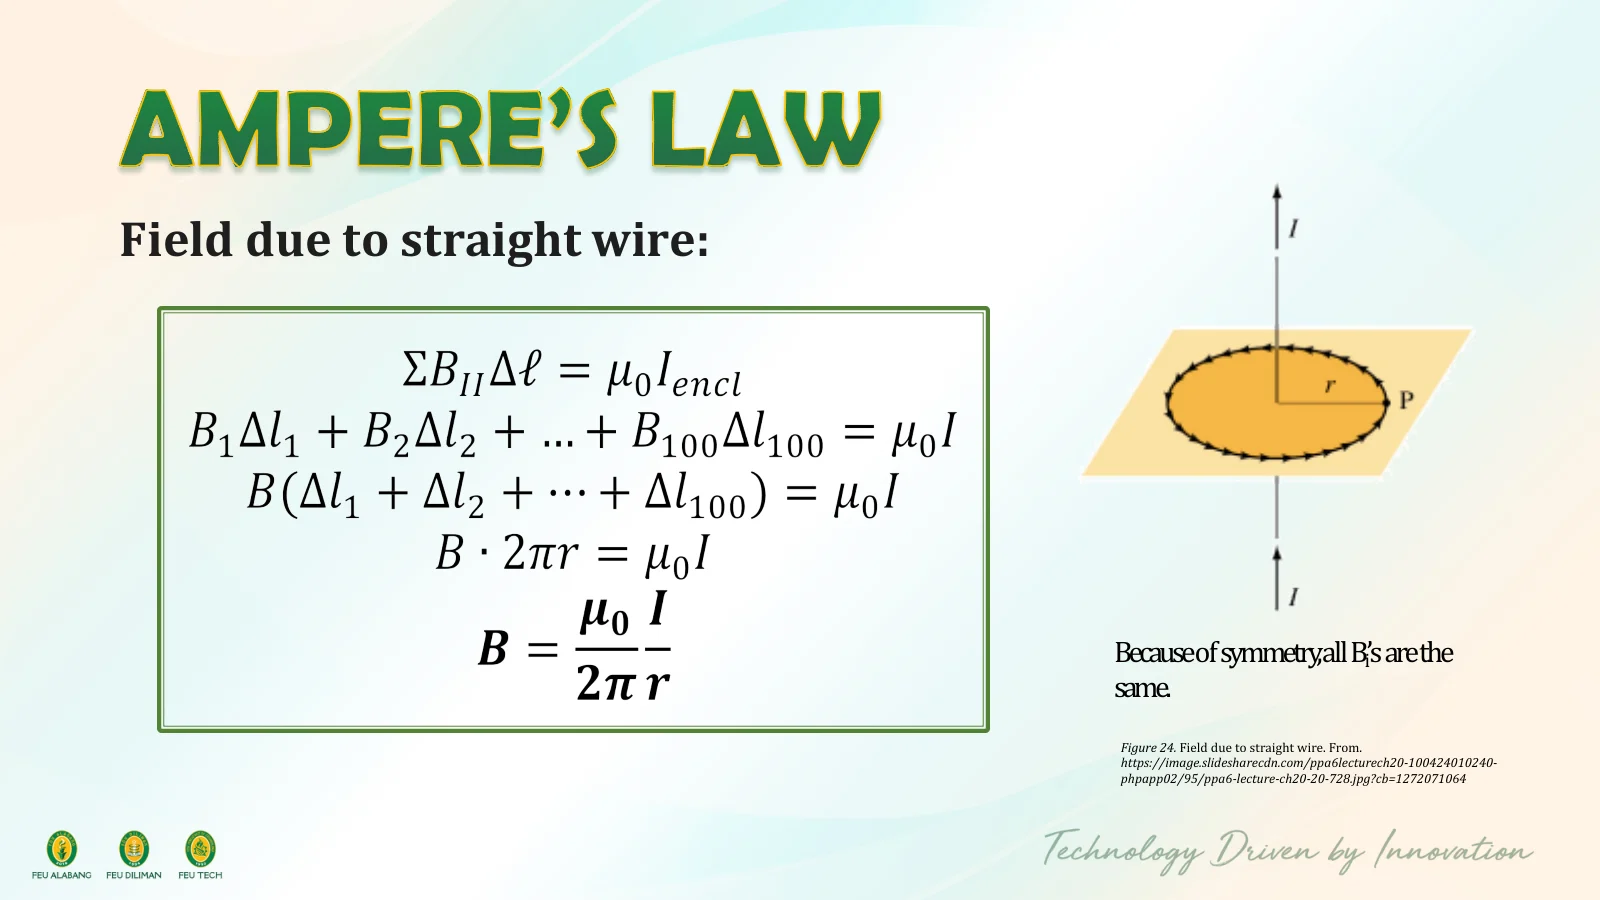 AMPERE’S LAW
Field due to straight wire:
ΣB_{II}Δℓ = μ_0I_{encl}
B_1Δl_1 + B_2Δl_2 + ... + B_{100}Δl_{100} = μ_0I
B(Δl_1 + Δl_2 + ⋯ + Δl_{100}) = μ_0I
B · 2πr = μ_0I
B = \frac{μ_0}{2π} \frac{I}{r}
I
r
P
I
Because of symmetry, all B_i’s are the
same.
Figure 24. Field due to straight wire. From.
https://image.slidesharecdn.com/ppa6lecturech20-100424010240-
phpapp02/95/ppa6-lecture-ch20-20-728.jpg?cb=1272071064
FEU ALABANG
FEU DILIMAN
FEU TECH
Technology Driven by Innovation